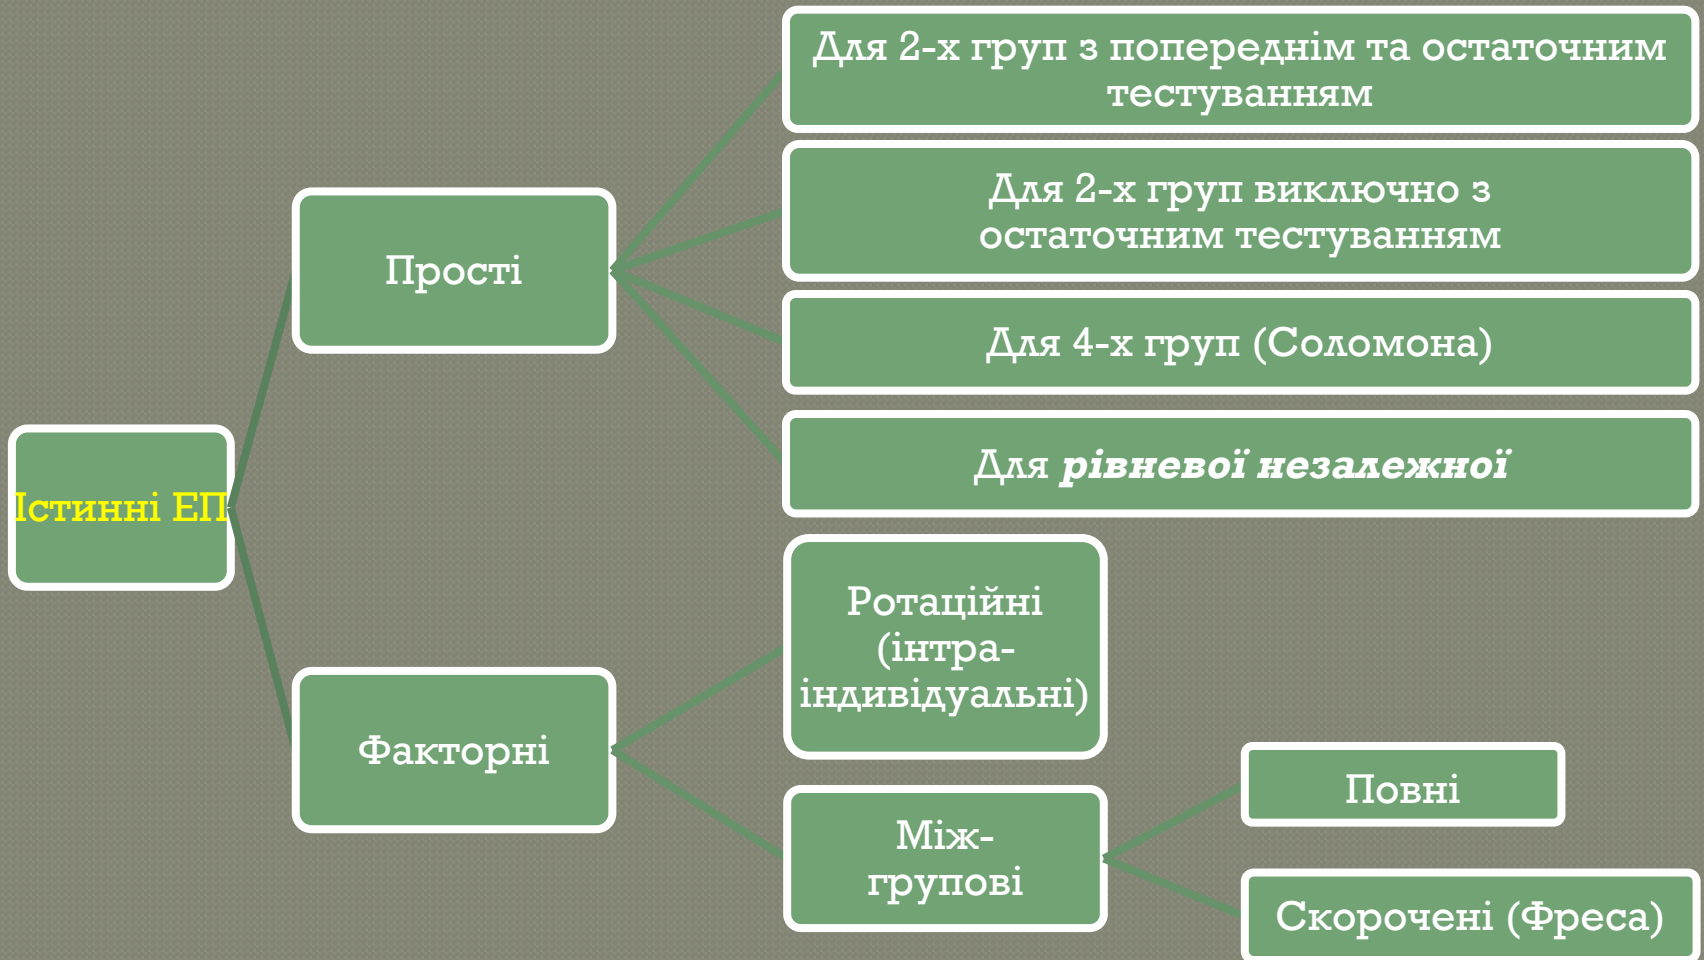 Для 2-х груп з попереднім та остаточним
тестуванням
Для 2-х груп виключно з
остаточним тестуванням
Прості
Для 4-х груп (Соломона)
Для рівневої незалежної
Істинні ЕП
Ротаційні
(інтра-
індивідуальні)
Факторні
Між-
групові
Повні
Скорочені (Фреса)